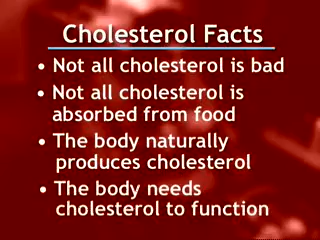 Cholesterol Facts
• Not all cholesterol is bad
• Not all cholesterol is
absorbed from food
• The body naturally
produces cholesterol
• The body needs
cholesterol to function